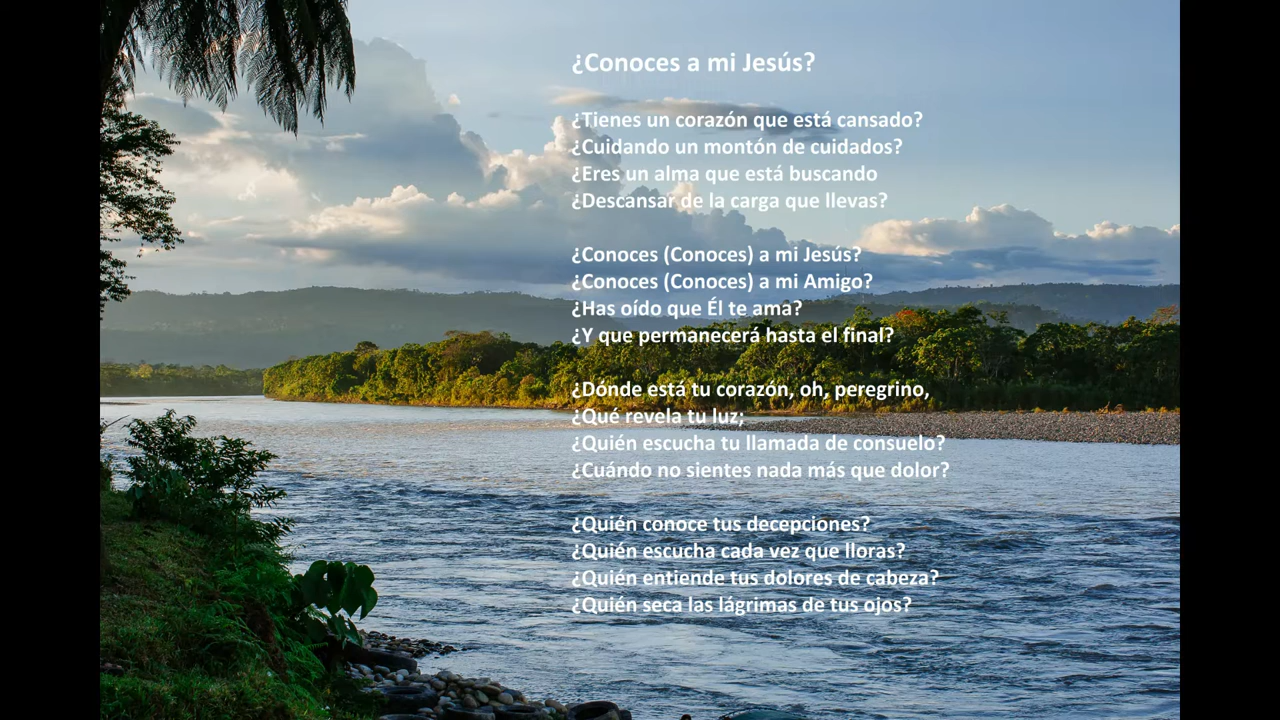 ¿Conoces a mi Jesús?
¿Tienes un corazón que está cansado?
¿Cuidando un montón de cuidados?
¿Eres un alma que está buscando
¿Descansar de la carga que llevas?
¿Conoces (Conoces) a mi Jesús?
¿Conoces (Conoces) a mi Amigo?
¿Has oído que Él te ama?
¿Y que permanecerá hasta el final?
¿Dónde está tu corazón, oh, peregrino,
¿Qué revela tu luz;
¿Quién escucha tu llamada de consuelo?
¿Cuándo no sientes nada más que dolor?
¿Quién conoce tus decepciones?
¿Quién escucha cada vez que lloras?
¿Quién entiende tus dolores de cabeza?
¿Quién seca las lágrimas de tus ojos?